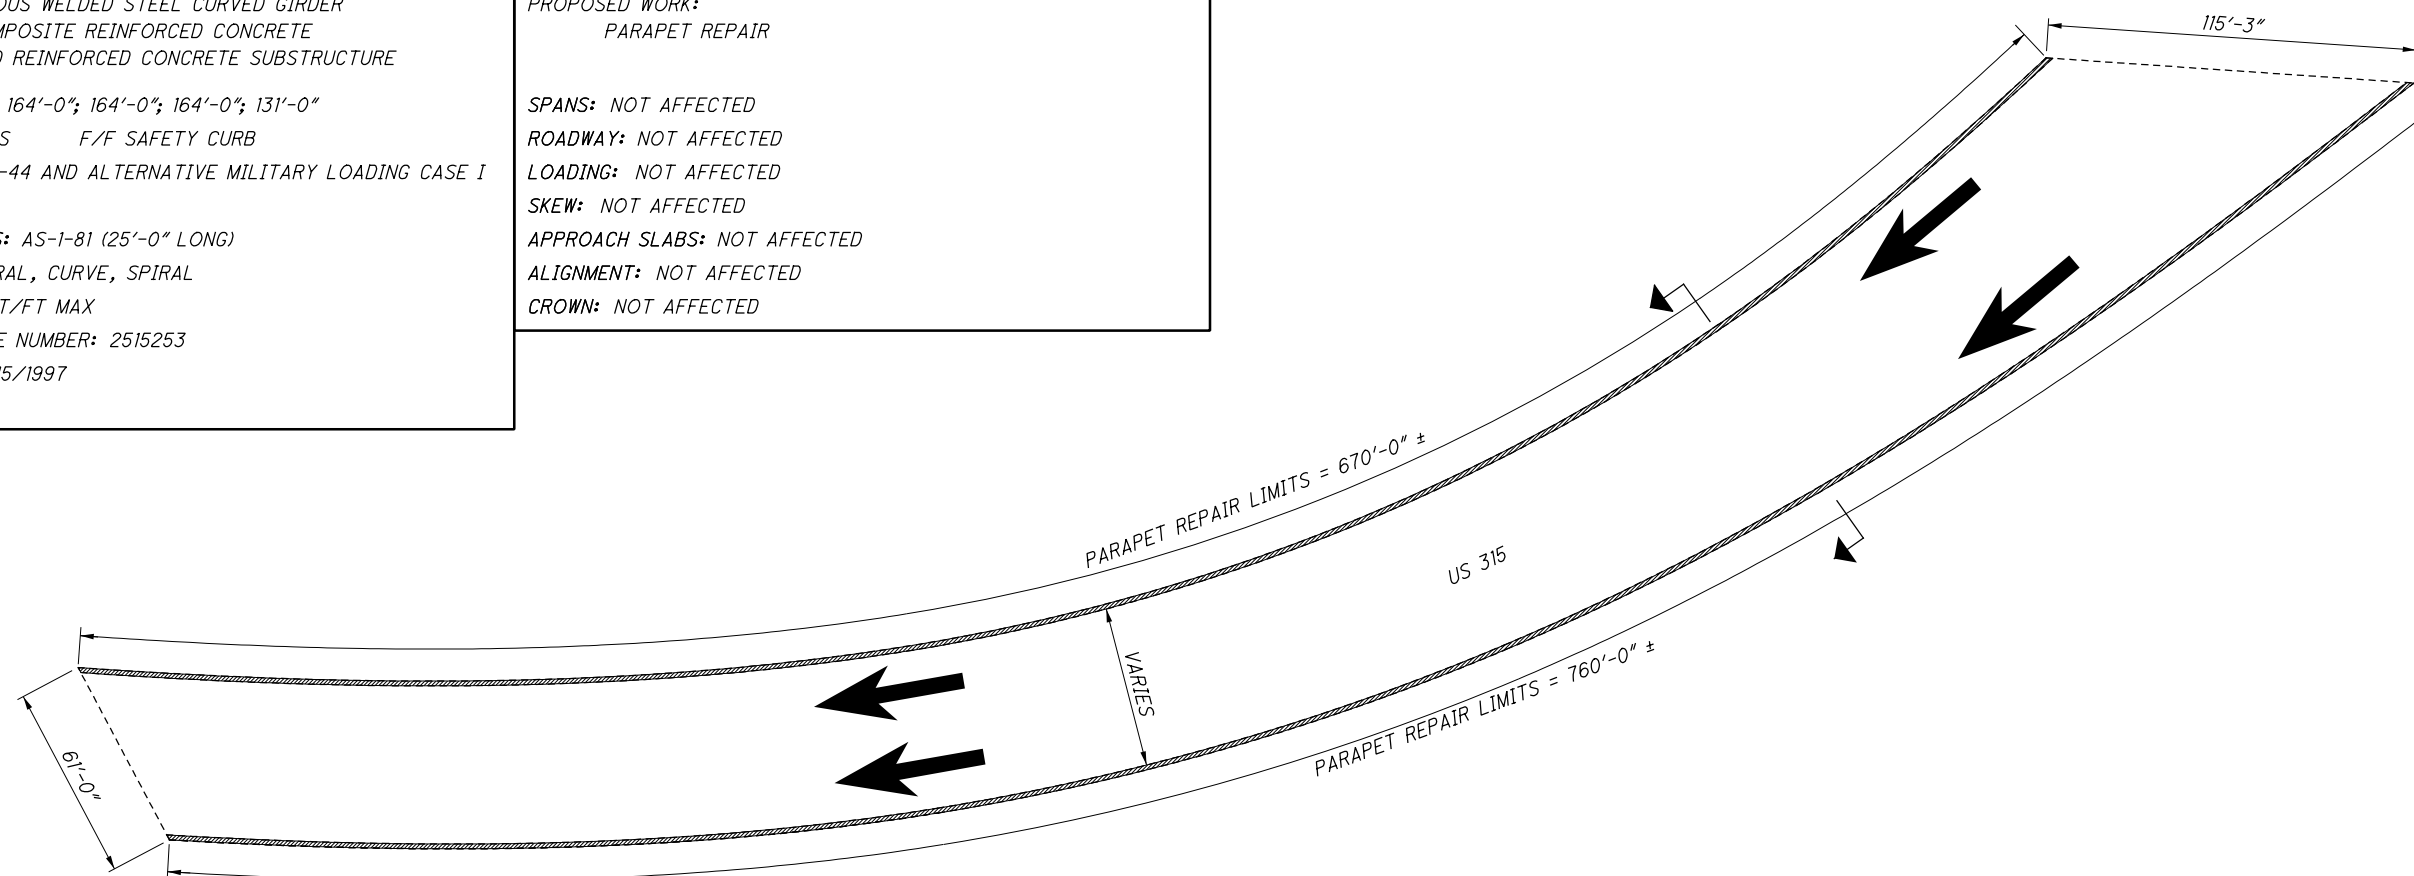 OUS WELDED STEEL CURVED GIRDER
MPOSITE REINFORCED CONCRETE
REINFORCED CONCRETE SUBSTRUCTURE
164'-0"; 164'-0"; 164'-0"; 131'-0"
S F/F SAFETY CURB
-44 AND ALTERNATIVE MILITARY LOADING CASE I
S: AS-1-81 (25'-0" LONG)
RAL, CURVE, SPIRAL
T/FT MAX
E NUMBER: 2515253
15/1997
PROPOSED WORK:
PARAPET REPAIR
SPANS: NOT AFFECTED
ROADWAY: NOT AFFECTED
LOADING: NOT AFFECTED
SKEW: NOT AFFECTED
APPROACH SLABS: NOT AFFECTED
ALIGNMENT: NOT AFFECTED
CROWN: NOT AFFECTED
115'-3"
PARAPET REPAIR LIMITS = 670'-0" ±
US 315
VARIES
PARAPET REPAIR LIMITS = 760'-0" ±
61'-0"